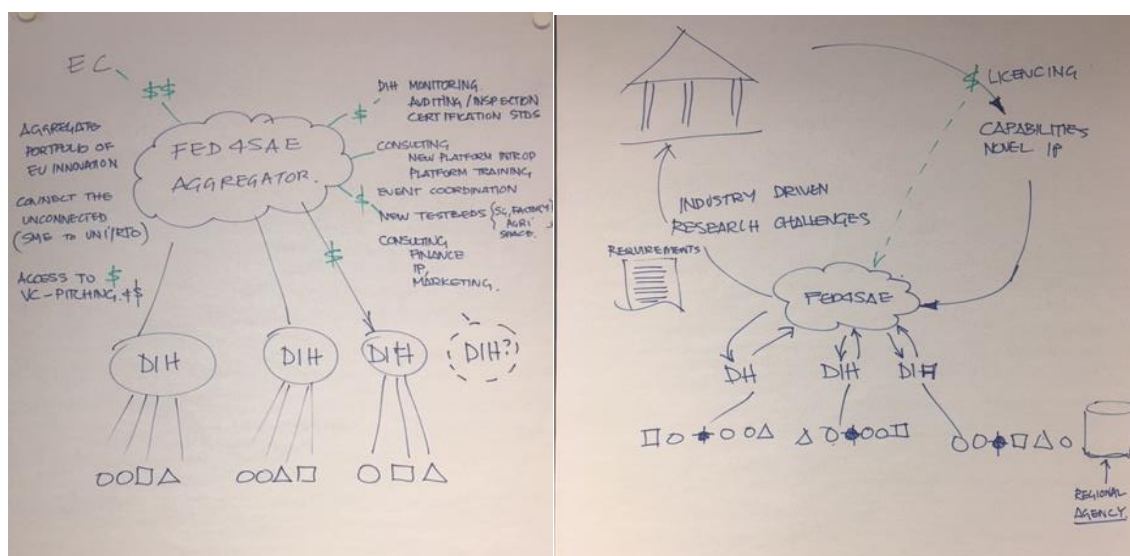 EC
$$
AGGREGATE
PORTFOLIO OF
EU INNOVATION
CONNECT THE
UNCONNECTED
(SME TO UNI/RTO)
ACCESS TO $
VC-PITCHING. $
FED4SAE
AGGREGATOR.
$
DIH MONITORING
AUDITING/INSPECTION
CERTIFICATION STDS
CONSULTING
NEW PLATFORM INTROD
PLATFORM TRAINING
EVENT COORDINATION
$
NEW TESTBEDS {5G, FACTORY}
AGRI
SPACE.
CONSULTING
FINANCE
IP,
MARKETING.
$
DIH
DIH
DIH
DIH?
$ LICENCING
CAPABILITIES
NOVEL IP
INDUSTRY DRIVEN
RESEARCH CHALLENGES
REQUIREMENTS
FED4SAE
DH
DIH
DIH
REGIONAL
AGENCY.